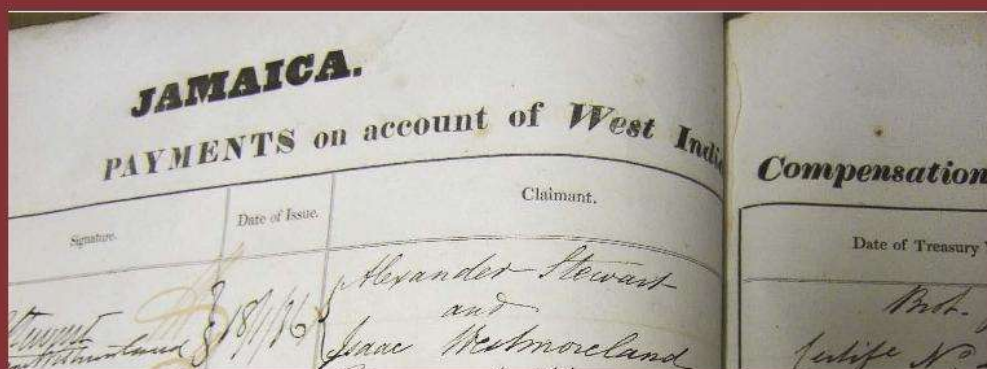 JAMAICA.
PAYMENTS on account of West India
Compensation
Signature.
Date of Issue.
Claimant.
Date of Treasury
18/1/36
Alexander Stewart
and
Isaac Westmoreland